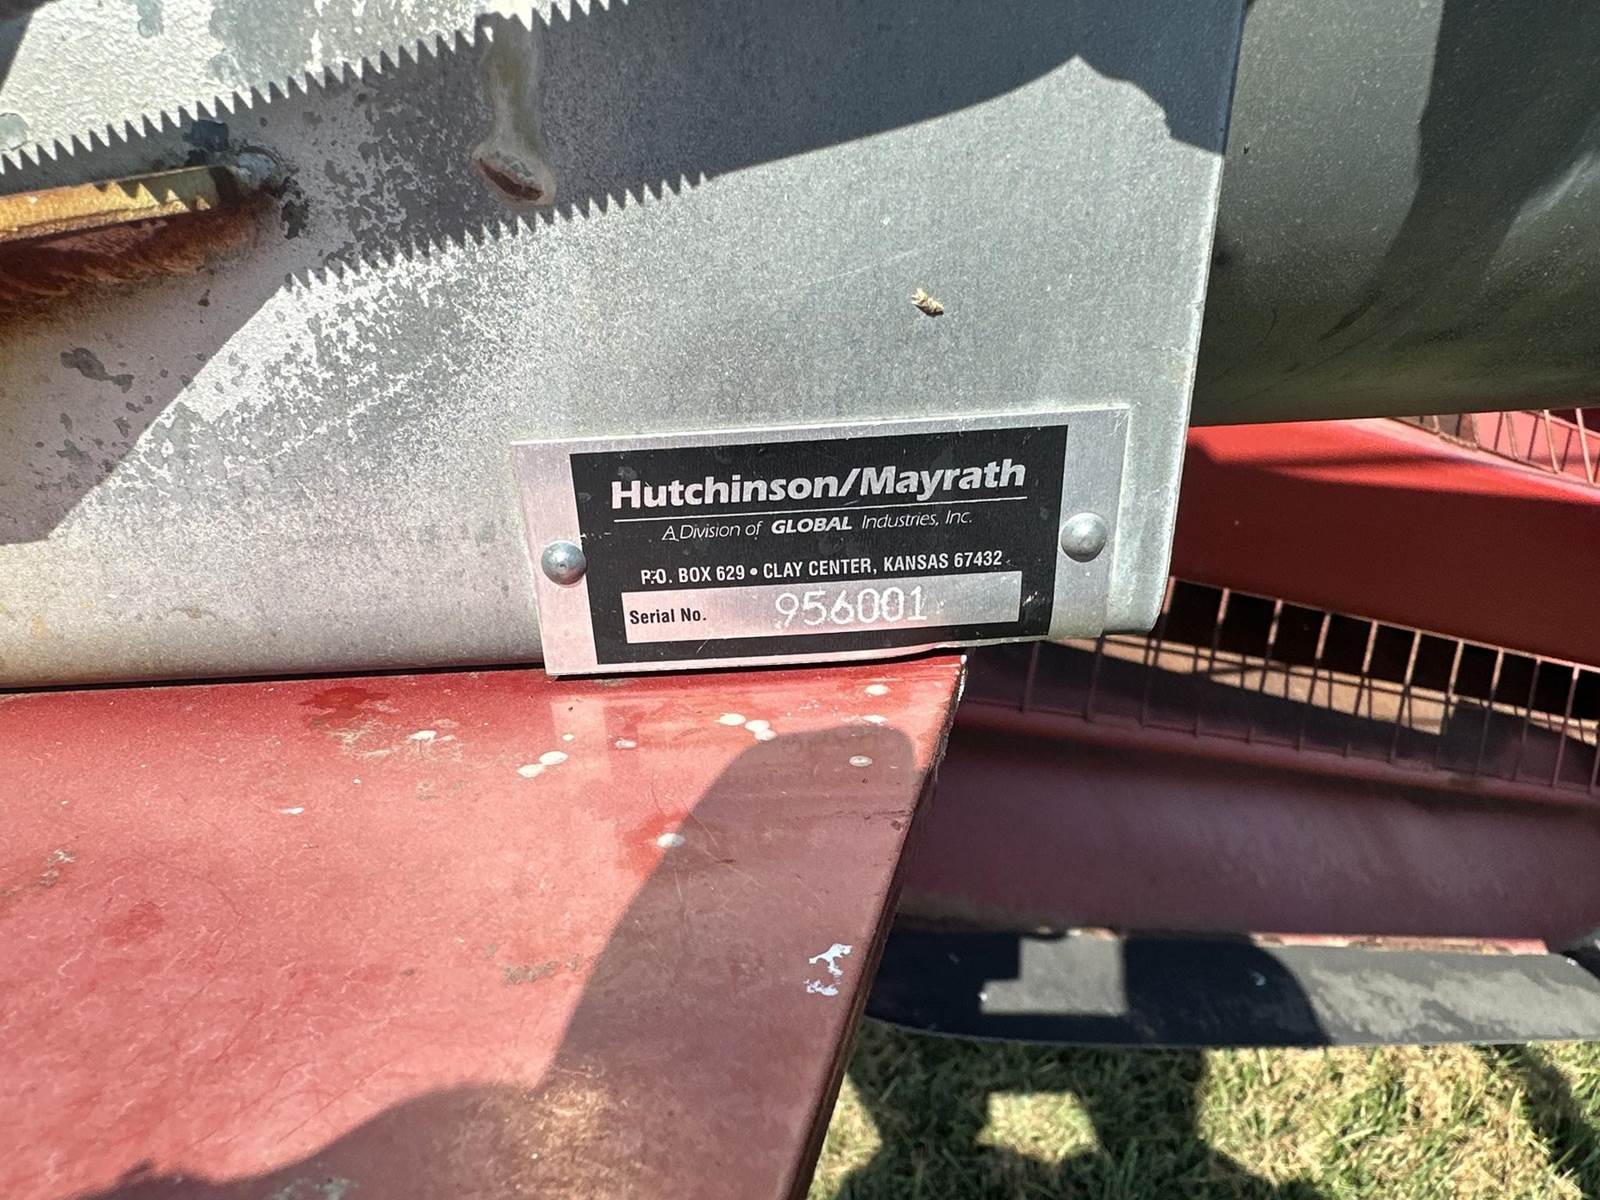 Hutchinson/Mayrath
A Division of GLOBAL Industries, Inc.
P.O. BOX 629 • CLAY CENTER, KANSAS 67432
Serial No. 956001